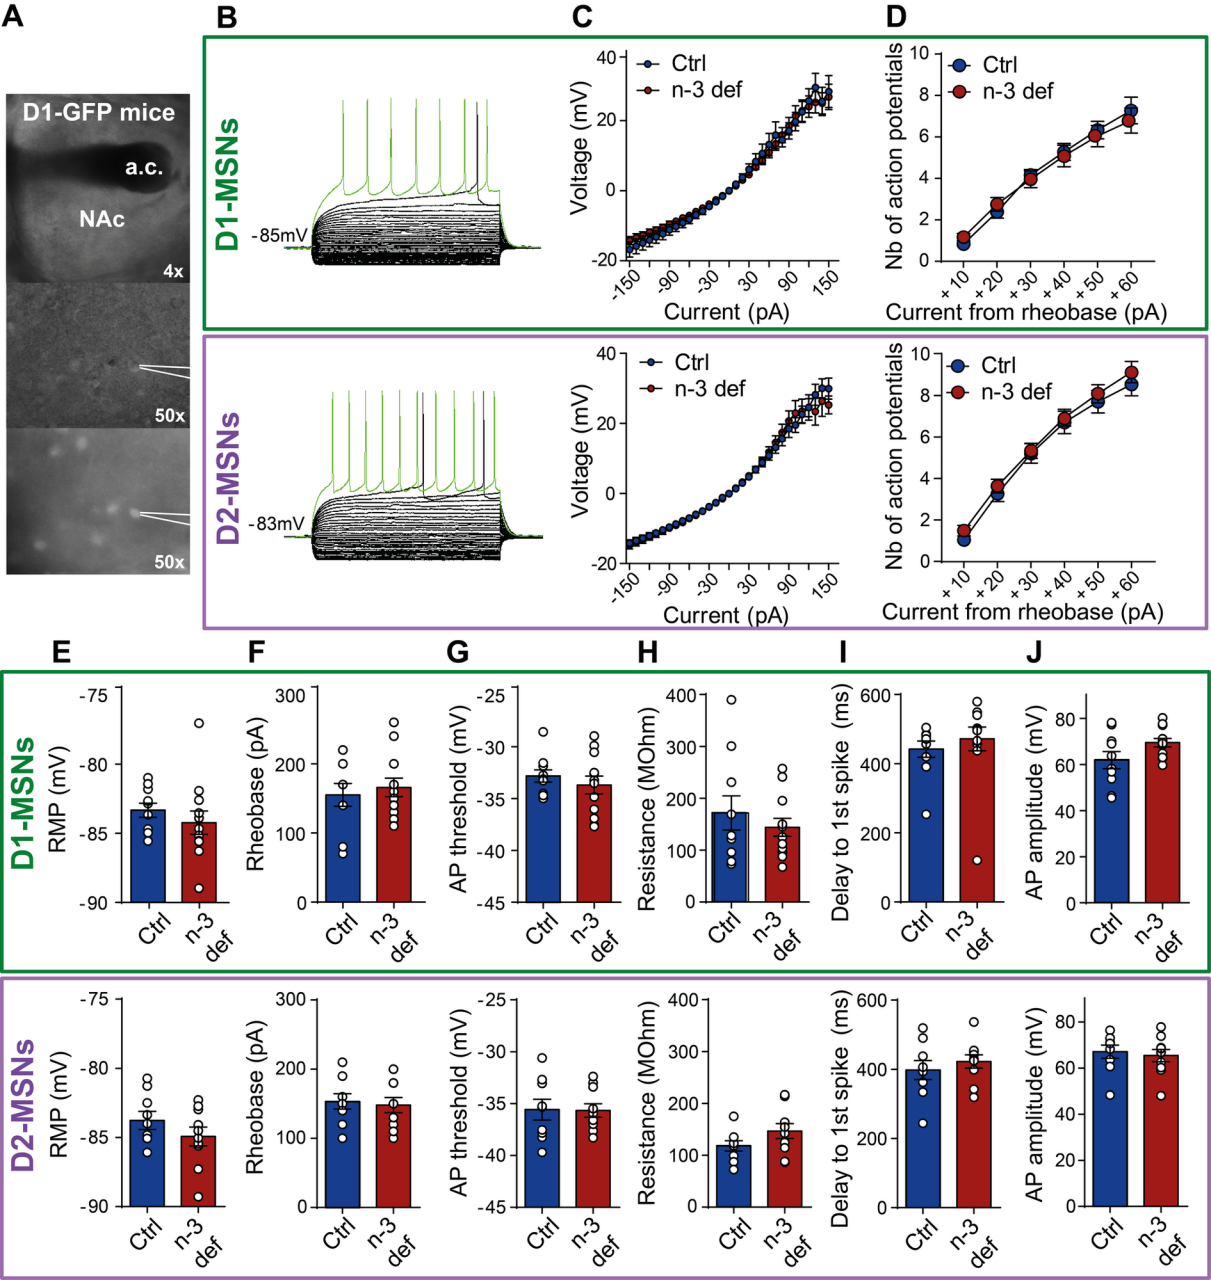 A
B
C
D
D1-GFP mice
a.c.
NAc
4x
50x
50x
D1-MSNs
-85mV
Voltage (mV)
40
20
0
-20
Ctrl
n-3 def
-150
-90
-30
30
90
150
Current (pA)
Nb of action potentials
10
8
6
4
2
0
Ctrl
n-3 def
+10
+20
+30
+40
+50
+60
Current from rheobase (pA)
D2-MSNs
-83mV
Voltage (mV)
40
20
0
-20
Ctrl
n-3 def
-150
-90
-30
30
90
150
Current (pA)
Nb of action potentials
10
8
6
4
2
0
Ctrl
n-3 def
+10
+20
+30
+40
+50
+60
Current from rheobase (pA)
E
F
G
H
I
J
D1-MSNs
RMP (mV)
-75
-80
-85
-90
Ctrl
n-3 def
Rheobase (pA)
300
200
100
0
Ctrl
n-3 def
AP threshold (mV)
-25
-30
-35
-40
-45
Ctrl
n-3 def
Resistance (MOhm)
400
300
200
100
0
Ctrl
n-3 def
Delay to 1st spike (ms)
600
400
200
0
Ctrl
n-3 def
AP amplitude (mV)
80
60
40
20
0
Ctrl
n-3 def
D2-MSNs
RMP (mV)
-75
-80
-85
-90
Ctrl
n-3 def
Rheobase (pA)
300
200
100
0
Ctrl
n-3 def
AP threshold (mV)
-25
-30
-35
-40
-45
Ctrl
n-3 def
Resistance (MOhm)
400
300
200
100
0
Ctrl
n-3 def
Delay to 1st spike (ms)
600
400
200
0
Ctrl
n-3 def
AP amplitude (mV)
80
60
40
20
0
Ctrl
n-3 def